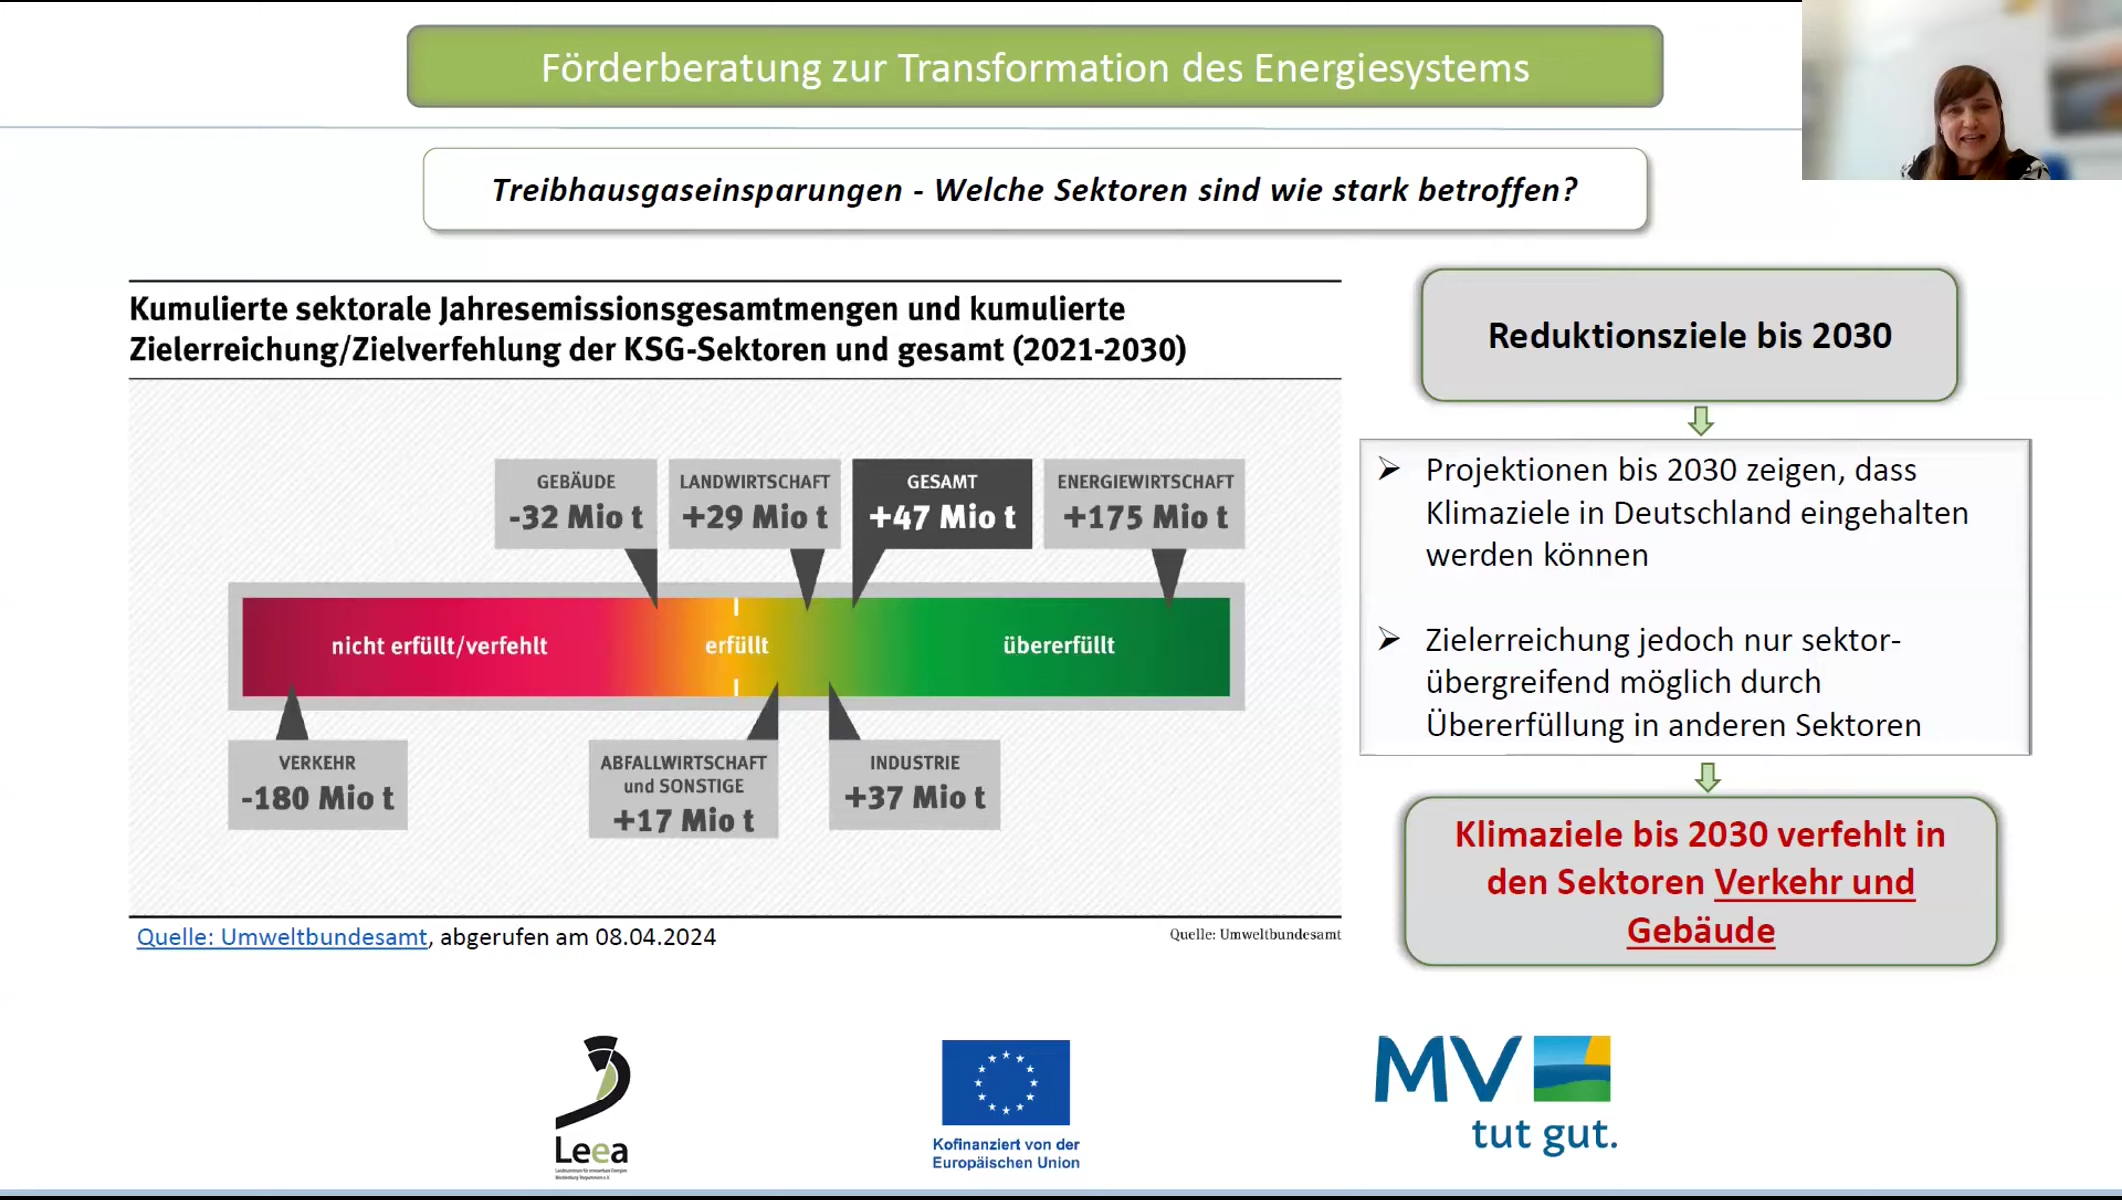 Förderberatung zur Transformation des Energiesystems
Treibhausgaseinsparungen - Welche Sektoren sind wie stark betroffen?
Kumulierte sektorale Jahresemissionsgesamtmengen und kumulierte
Zielerreichung/Zielverfehlung der KSG-Sektoren und gesamt (2021-2030)
GEBÄUDE
-32 Mio t
LANDWIRTSCHAFT
+29 Mio t
GESAMT
+47 Mio t
ENERGIEWIRTSCHAFT
+175 Mio t
nicht erfüllt/verfehlt
erfüllt
übererfüllt
VERKEHR
-180 Mio t
ABFALLWIRTSCHAFT
und SONSTIGE
+17 Mio t
INDUSTRIE
+37 Mio t
Quelle: Umweltbundesamt, abgerufen am 08.04.2024
Quelle: Umweltbundesamt
Reduktionsziele bis 2030
➢ Projektionen bis 2030 zeigen, dass
Klimaziele in Deutschland eingehalten
werden können
➢ Zielerreichung jedoch nur sektor-
übergreifend möglich durch
Übererfüllung in anderen Sektoren
Klimaziele bis 2030 verfehlt in
den Sektoren Verkehr und
Gebäude
Leea
Kofinanziert von der
Europäischen Union
MV
tut gut.